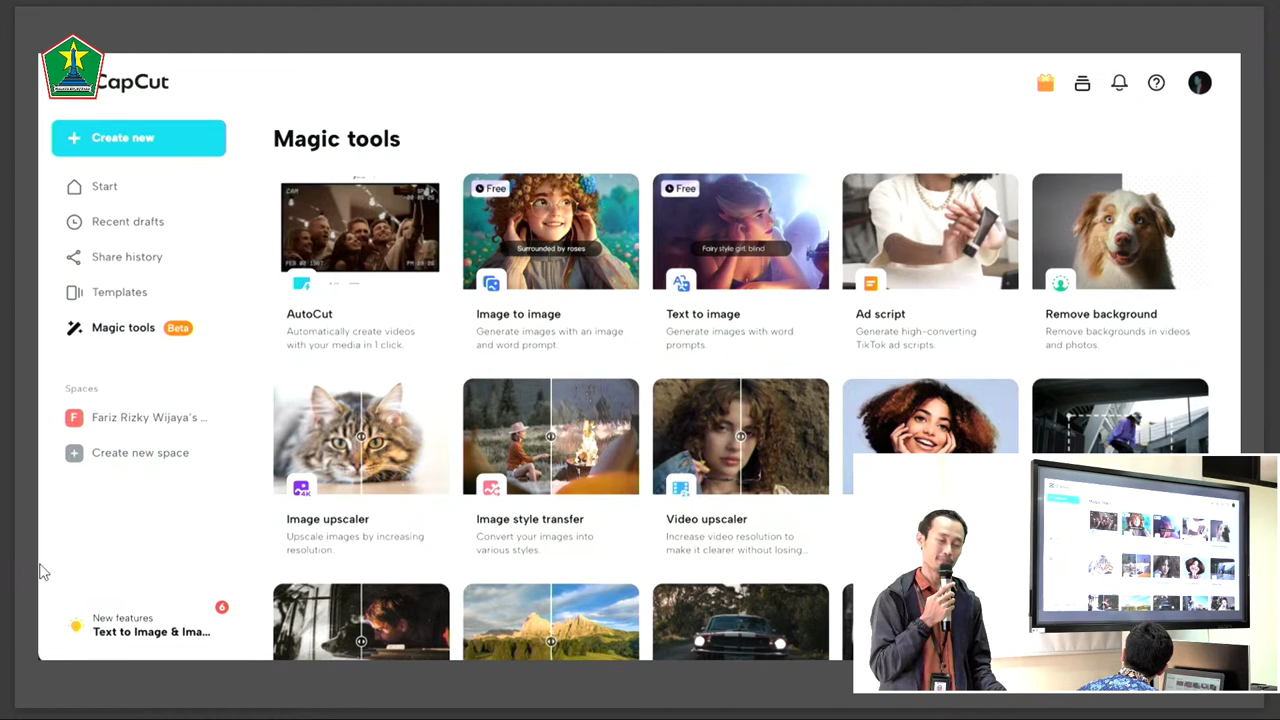 CapCut
Create new
Magic tools
Start
Recent drafts
Share history
Templates
Magic tools Beta
Spaces
F Fariz Rizky Wijaya's ...
Create new space
New features
6
Text to Image & Ima...
CAM
Free
Surrounded by roses
Free
Fairy style girl, blind
AutoCut
Automatically create videos
with your media in 1 click.
Image to image
Generate images with an image
and word prompt.
Text to image
Generate images with word
prompts.
Ad script
Generate high-converting
TikTok ad scripts.
Remove background
Remove backgrounds in videos
and photos.
4K
Image upscaler
Upscale images by increasing
resolution.
Image style transfer
Convert your images into
various styles.
Video upscaler
Increase video resolution to
make it clearer without losing...